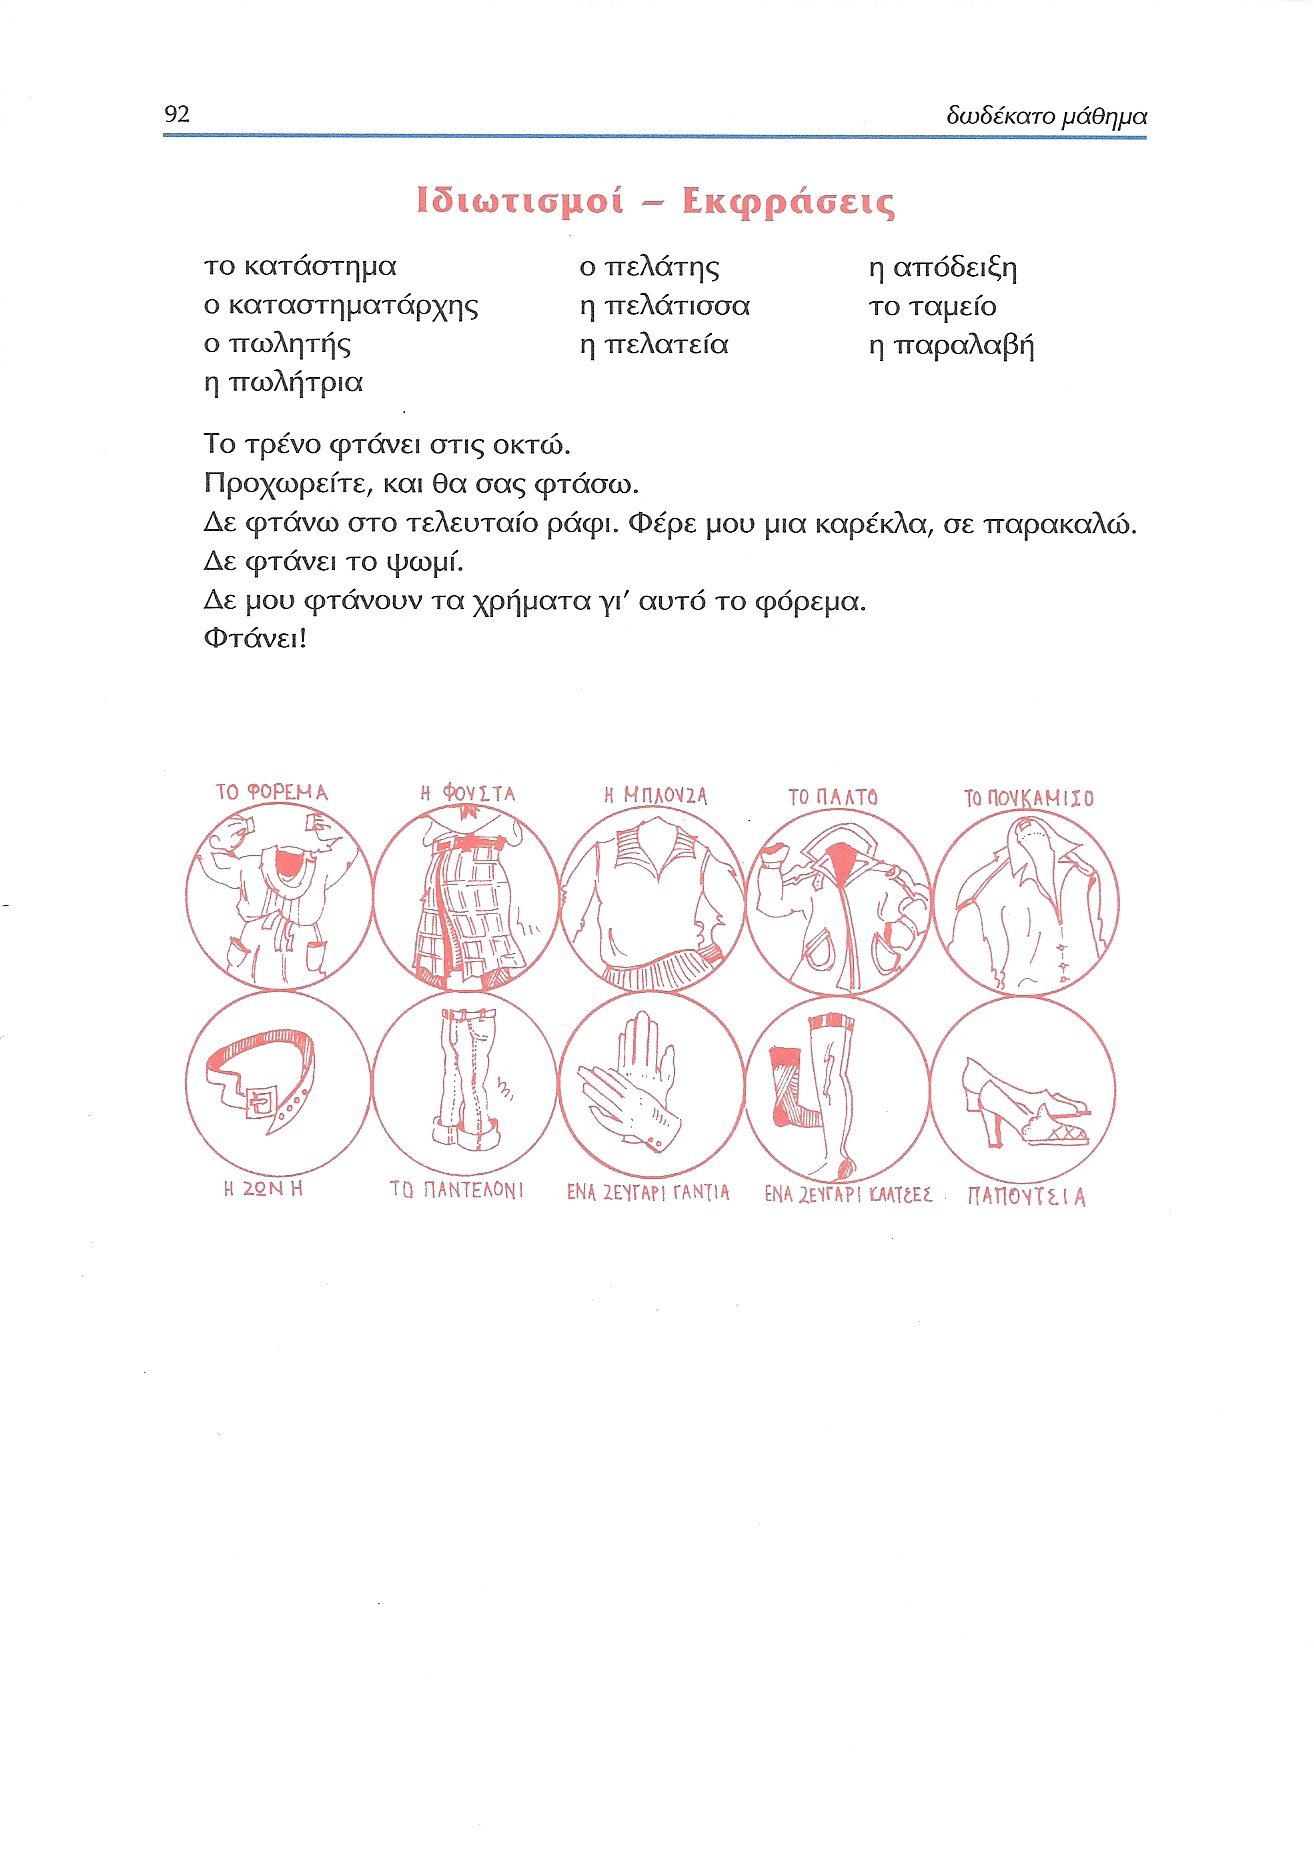 92 δωδέκατο μάθημα
Ιδιωτισμοί – Εκφράσεις
το κατάστημα ο πελάτης η απόδειξη
ο καταστηματάρχης η πελάτισσα το ταμείο
ο πωλητής η πελατεία η παραλαβή
η πωλήτρια
Το τρένο φτάνει στις οκτώ.
Προχωρείτε, και θα σας φτάσω.
Δε φτάνω στο τελευταίο ράφι. Φέρε μου μια καρέκλα, σε παρακαλώ.
Δε φτάνει το ψωμί.
Δε μου φτάνουν τα χρήματα γι' αυτό το φόρεμα.
Φτάνει!
ΤΟ ΦΟΡΕΜΑ Η ΦΟΥΣΤΑ Η ΜΠΛΟΥΖΑ ΤΟ ΠΑΛΤΟ ΤΟ ΠΟΥΚΑΜΙΣΟ
Η ΖΩΝΗ ΤΟ ΠΑΝΤΕΛΟΝΙ ΕΝΑ ΖΕΥΓΑΡΙ ΓΑΝΤΙΑ ΕΝΑ ΖΕΥΓΑΡΙ ΚΑΛΤΣΕΣ ΠΑΠΟΥΤΣΙΑ